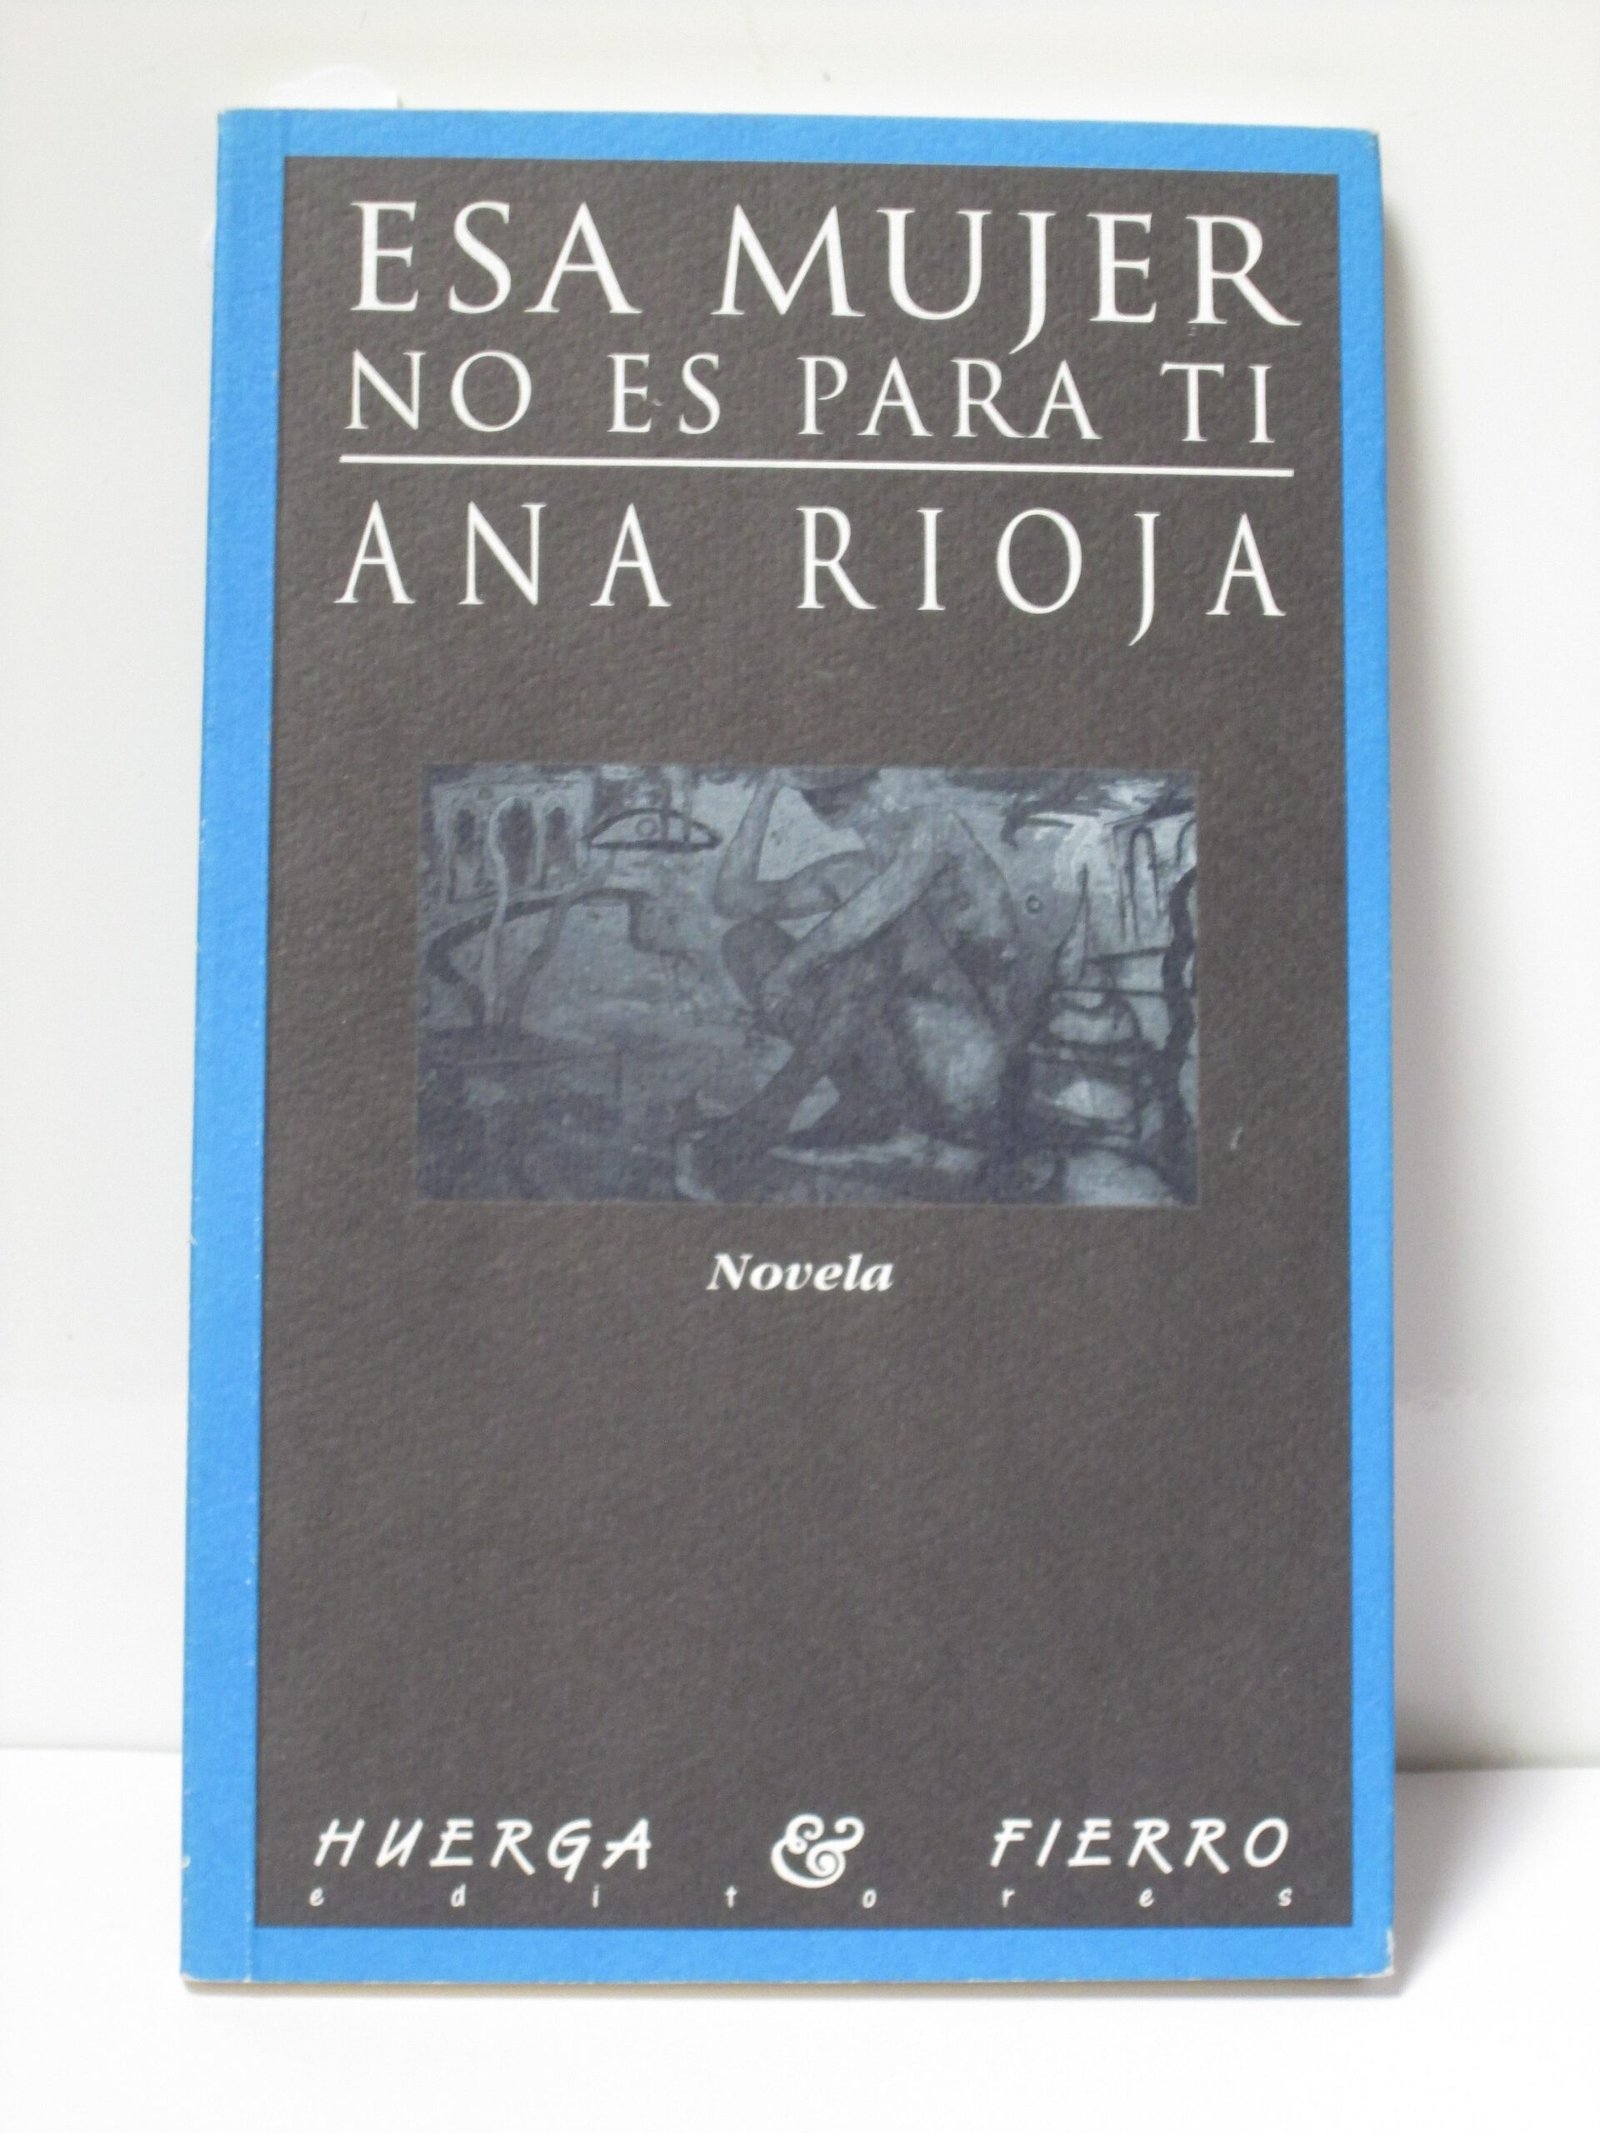 ESA MUJER
NO ES PARA TI
ANA RIOJA
Novela
HUERGA & FIERRO
editores